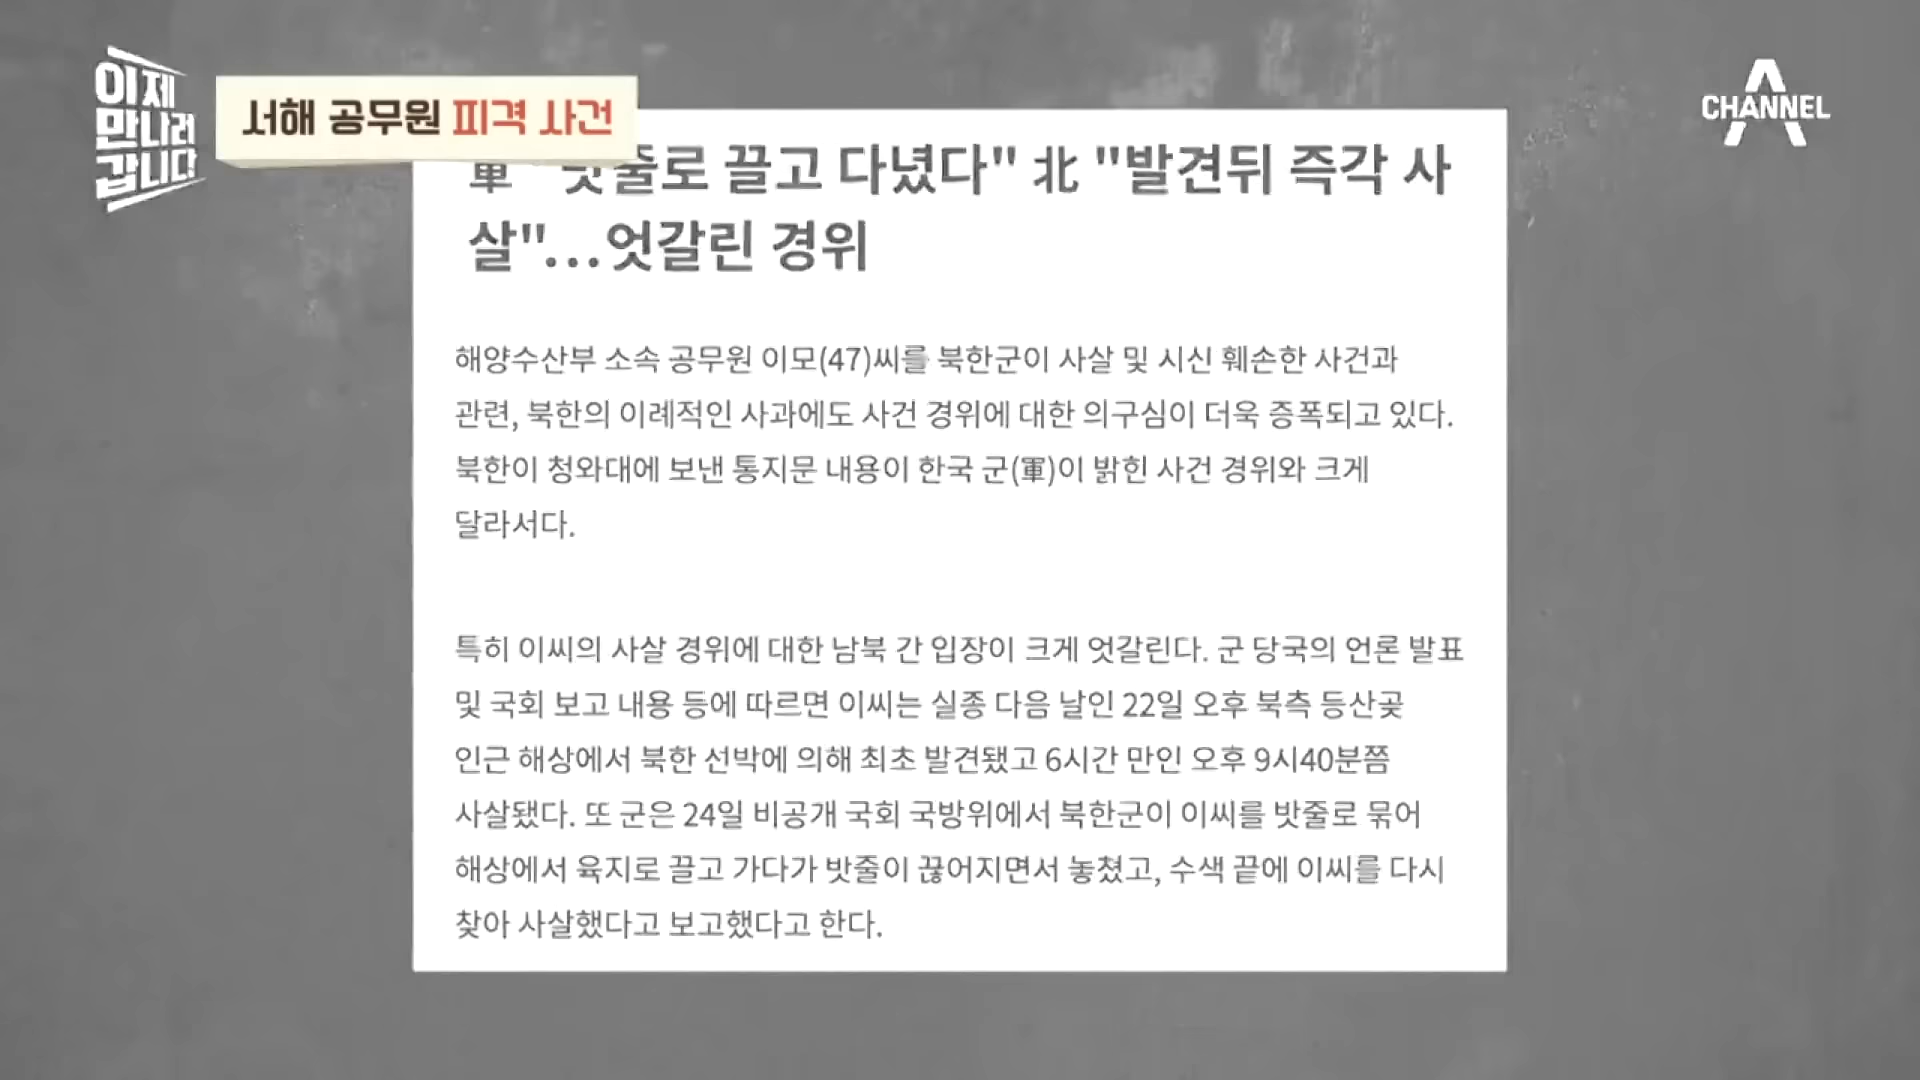 이제
만나러
갑니다
서해 공무원 피격 사건
CHANNEL A
軍 "밧줄로 끌고 다녔다" 北 "발견뒤 즉각 사
살"...엇갈린 경위
해양수산부 소속 공무원 이모(47)씨를 북한군이 사살 및 시신 훼손한 사건과
관련, 북한의 이례적인 사과에도 사건 경위에 대한 의구심이 더욱 증폭되고 있다.
북한이 청와대에 보낸 통지문 내용이 한국 군(軍)이 밝힌 사건 경위와 크게
달라서다.
특히 이씨의 사살 경위에 대한 남북 간 입장이 크게 엇갈린다. 군 당국의 언론 발표
및 국회 보고 내용 등에 따르면 이씨는 실종 다음 날인 22일 오후 북측 등산곶
인근 해상에서 북한 선박에 의해 최초 발견됐고 6시간 만인 오후 9시40분쯤
사살됐다. 또 군은 24일 비공개 국회 국방위에서 북한군이 이씨를 밧줄로 묶어
해상에서 육지로 끌고 가다가 밧줄이 끊어지면서 놓쳤고, 수색 끝에 이씨를 다시
찾아 사살했다고 보고했다고 한다.